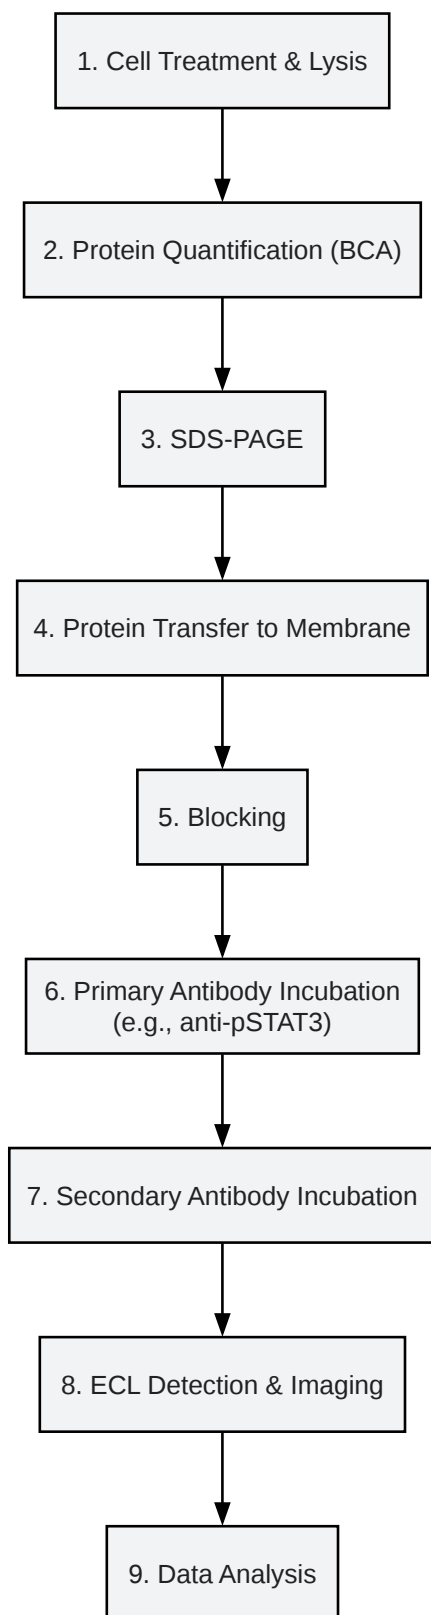 1. Cell Treatment & Lysis
2. Protein Quantification (BCA)
3. SDS-PAGE
4. Protein Transfer to Membrane
5. Blocking
6. Primary Antibody Incubation
(e.g., anti-pSTAT3)
7. Secondary Antibody Incubation
8. ECL Detection & Imaging
9. Data Analysis